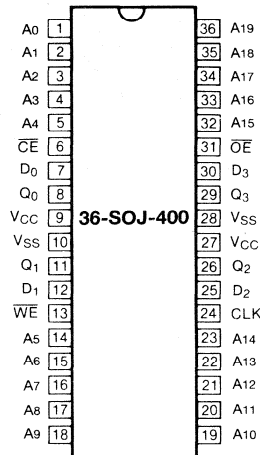 A0 1 36 A19
A1 2 35 A18
A2 3 34 A17
A3 4 33 A16
A4 5 32 A15
CE 6 31 OE
D0 7 30 D3
Q0 8 29 Q3
VCC 9 36-SOJ-400 28 VSS
VSS 10 27 VCC
Q1 11 26 Q2
D1 12 25 D2
WE 13 24 CLK
A5 14 23 A14
A6 15 22 A13
A7 16 21 A12
A8 17 20 A11
A9 18 19 A10